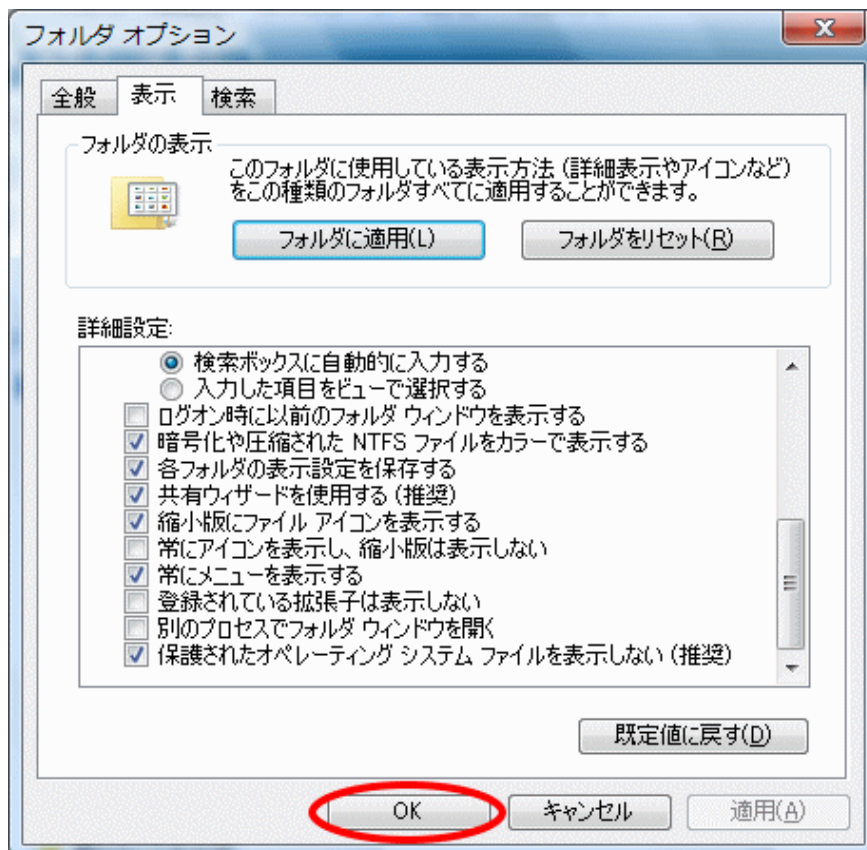 フォルダ オプション
全般 表示 検索
フォルダの表示
このフォルダに使用している表示方法 (詳細表示やアイコンなど)
をこの種類のフォルダすべてに適用することができます。
フォルダに適用(L) フォルダをリセット(R)
詳細設定:
検索ボックスに自動的に入力する
入力した項目をビューで選択する
ログオン時に以前のフォルダ ウィンドウを表示する
暗号化や圧縮された NTFS ファイルをカラーで表示する
各フォルダの表示設定を保存する
共有ウィザードを使用する (推奨)
縮小版にファイル アイコンを表示する
常にアイコンを表示し、縮小版は表示しない
常にメニューを表示する
登録されている拡張子は表示しない
別のプロセスでフォルダ ウィンドウを開く
保護されたオペレーティング システム ファイルを表示しない (推奨)
既定値に戻す(D)
OK キャンセル 適用(A)